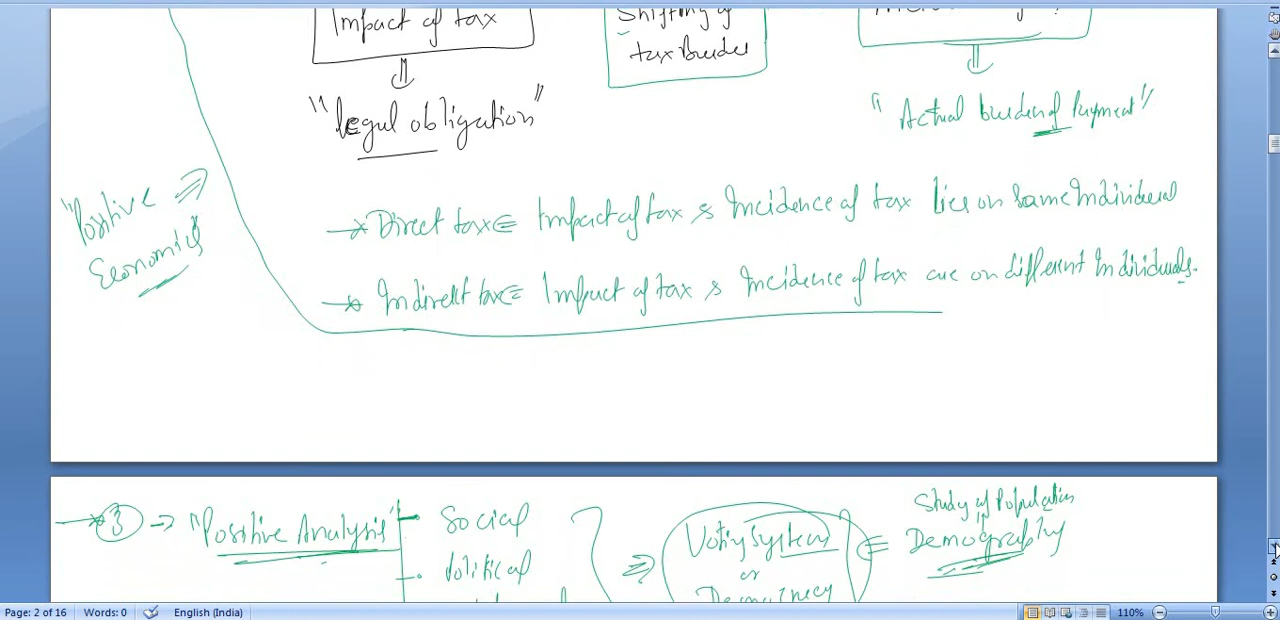 Impact of tax
Shifting of
tax Burden
"legal obligation"
"Actual burden of Payment"
"Positive
Economics"
Direct tax = Impact of tax & Incidence of tax lies on same Individual
Indirect tax = Impact of tax & Incidence of tax are on different Individuals.
3 → "Positive Analysis"
Social
Political
Voting System
or
Democracy
Study of Population
Demography
Page: 2 of 16
Words: 0
English (India)
110%